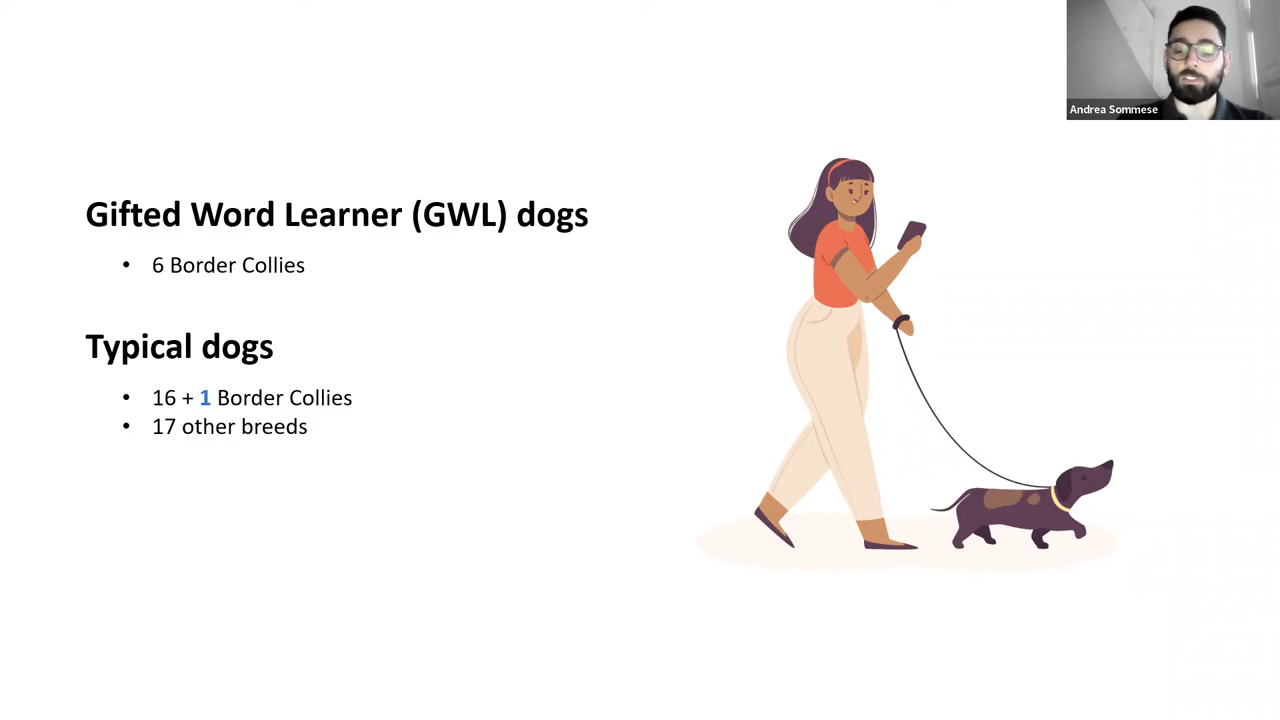 Andrea Sommese
Gifted Word Learner (GWL) dogs
• 6 Border Collies
Typical dogs
• 16 + 1 Border Collies
• 17 other breeds